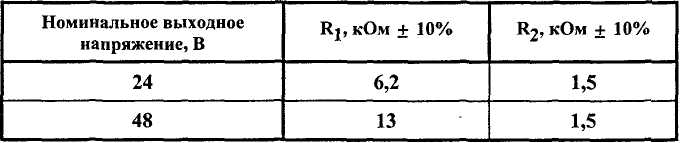 Номинальное выходное напряжение, В | R1, кОм ± 10% | R2, кОм ± 10%
24 | 6,2 | 1,5
48 | 13 | 1,5